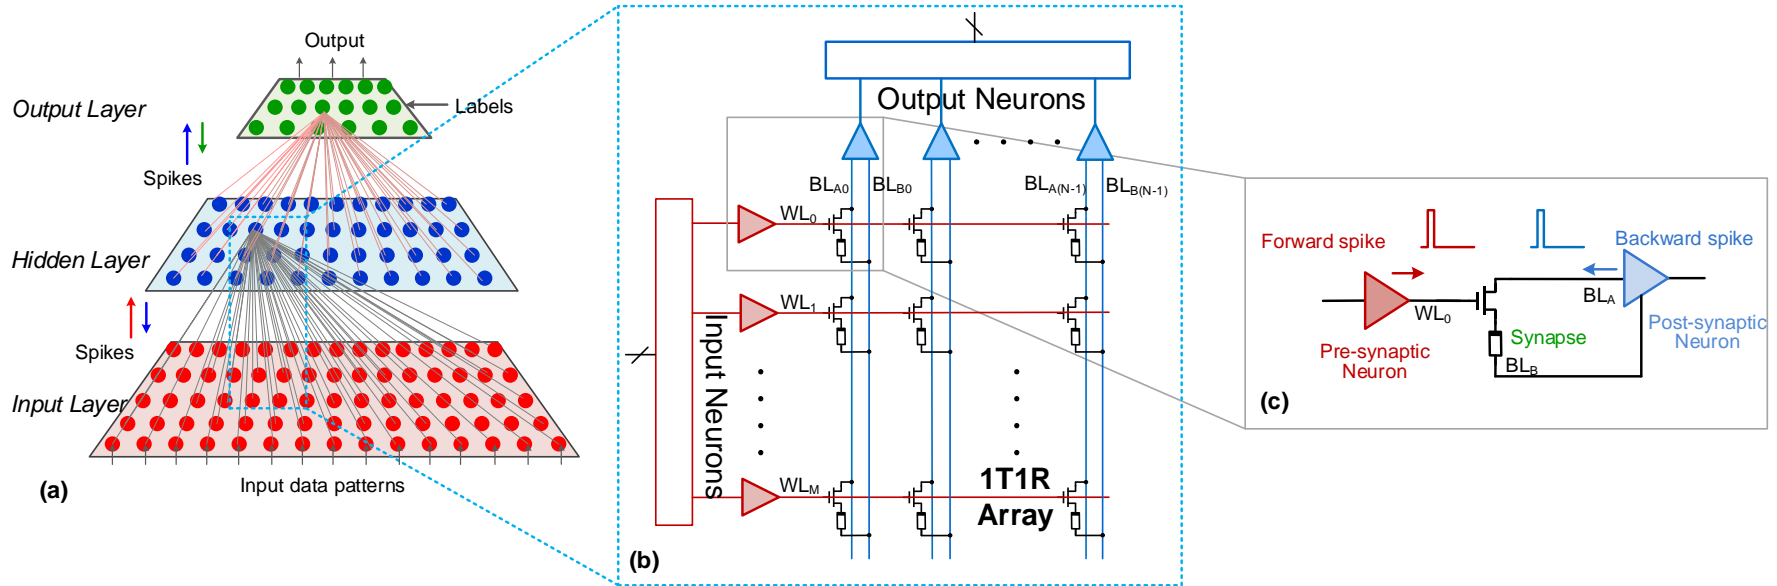 Output
Output Layer
Labels
Spikes
Hidden Layer
Spikes
Input Layer
Input data patterns
(a)
Output Neurons
BLA0
BLB0
BLA(N-1)
BLB(N-1)
WL0
WL1
Input Neurons
WLM
1T1R
Array
(b)
Forward spike
Backward spike
BLA
WL0
Synapse
Pre-synaptic
Neuron
Post-synaptic
Neuron
BLB
(c)